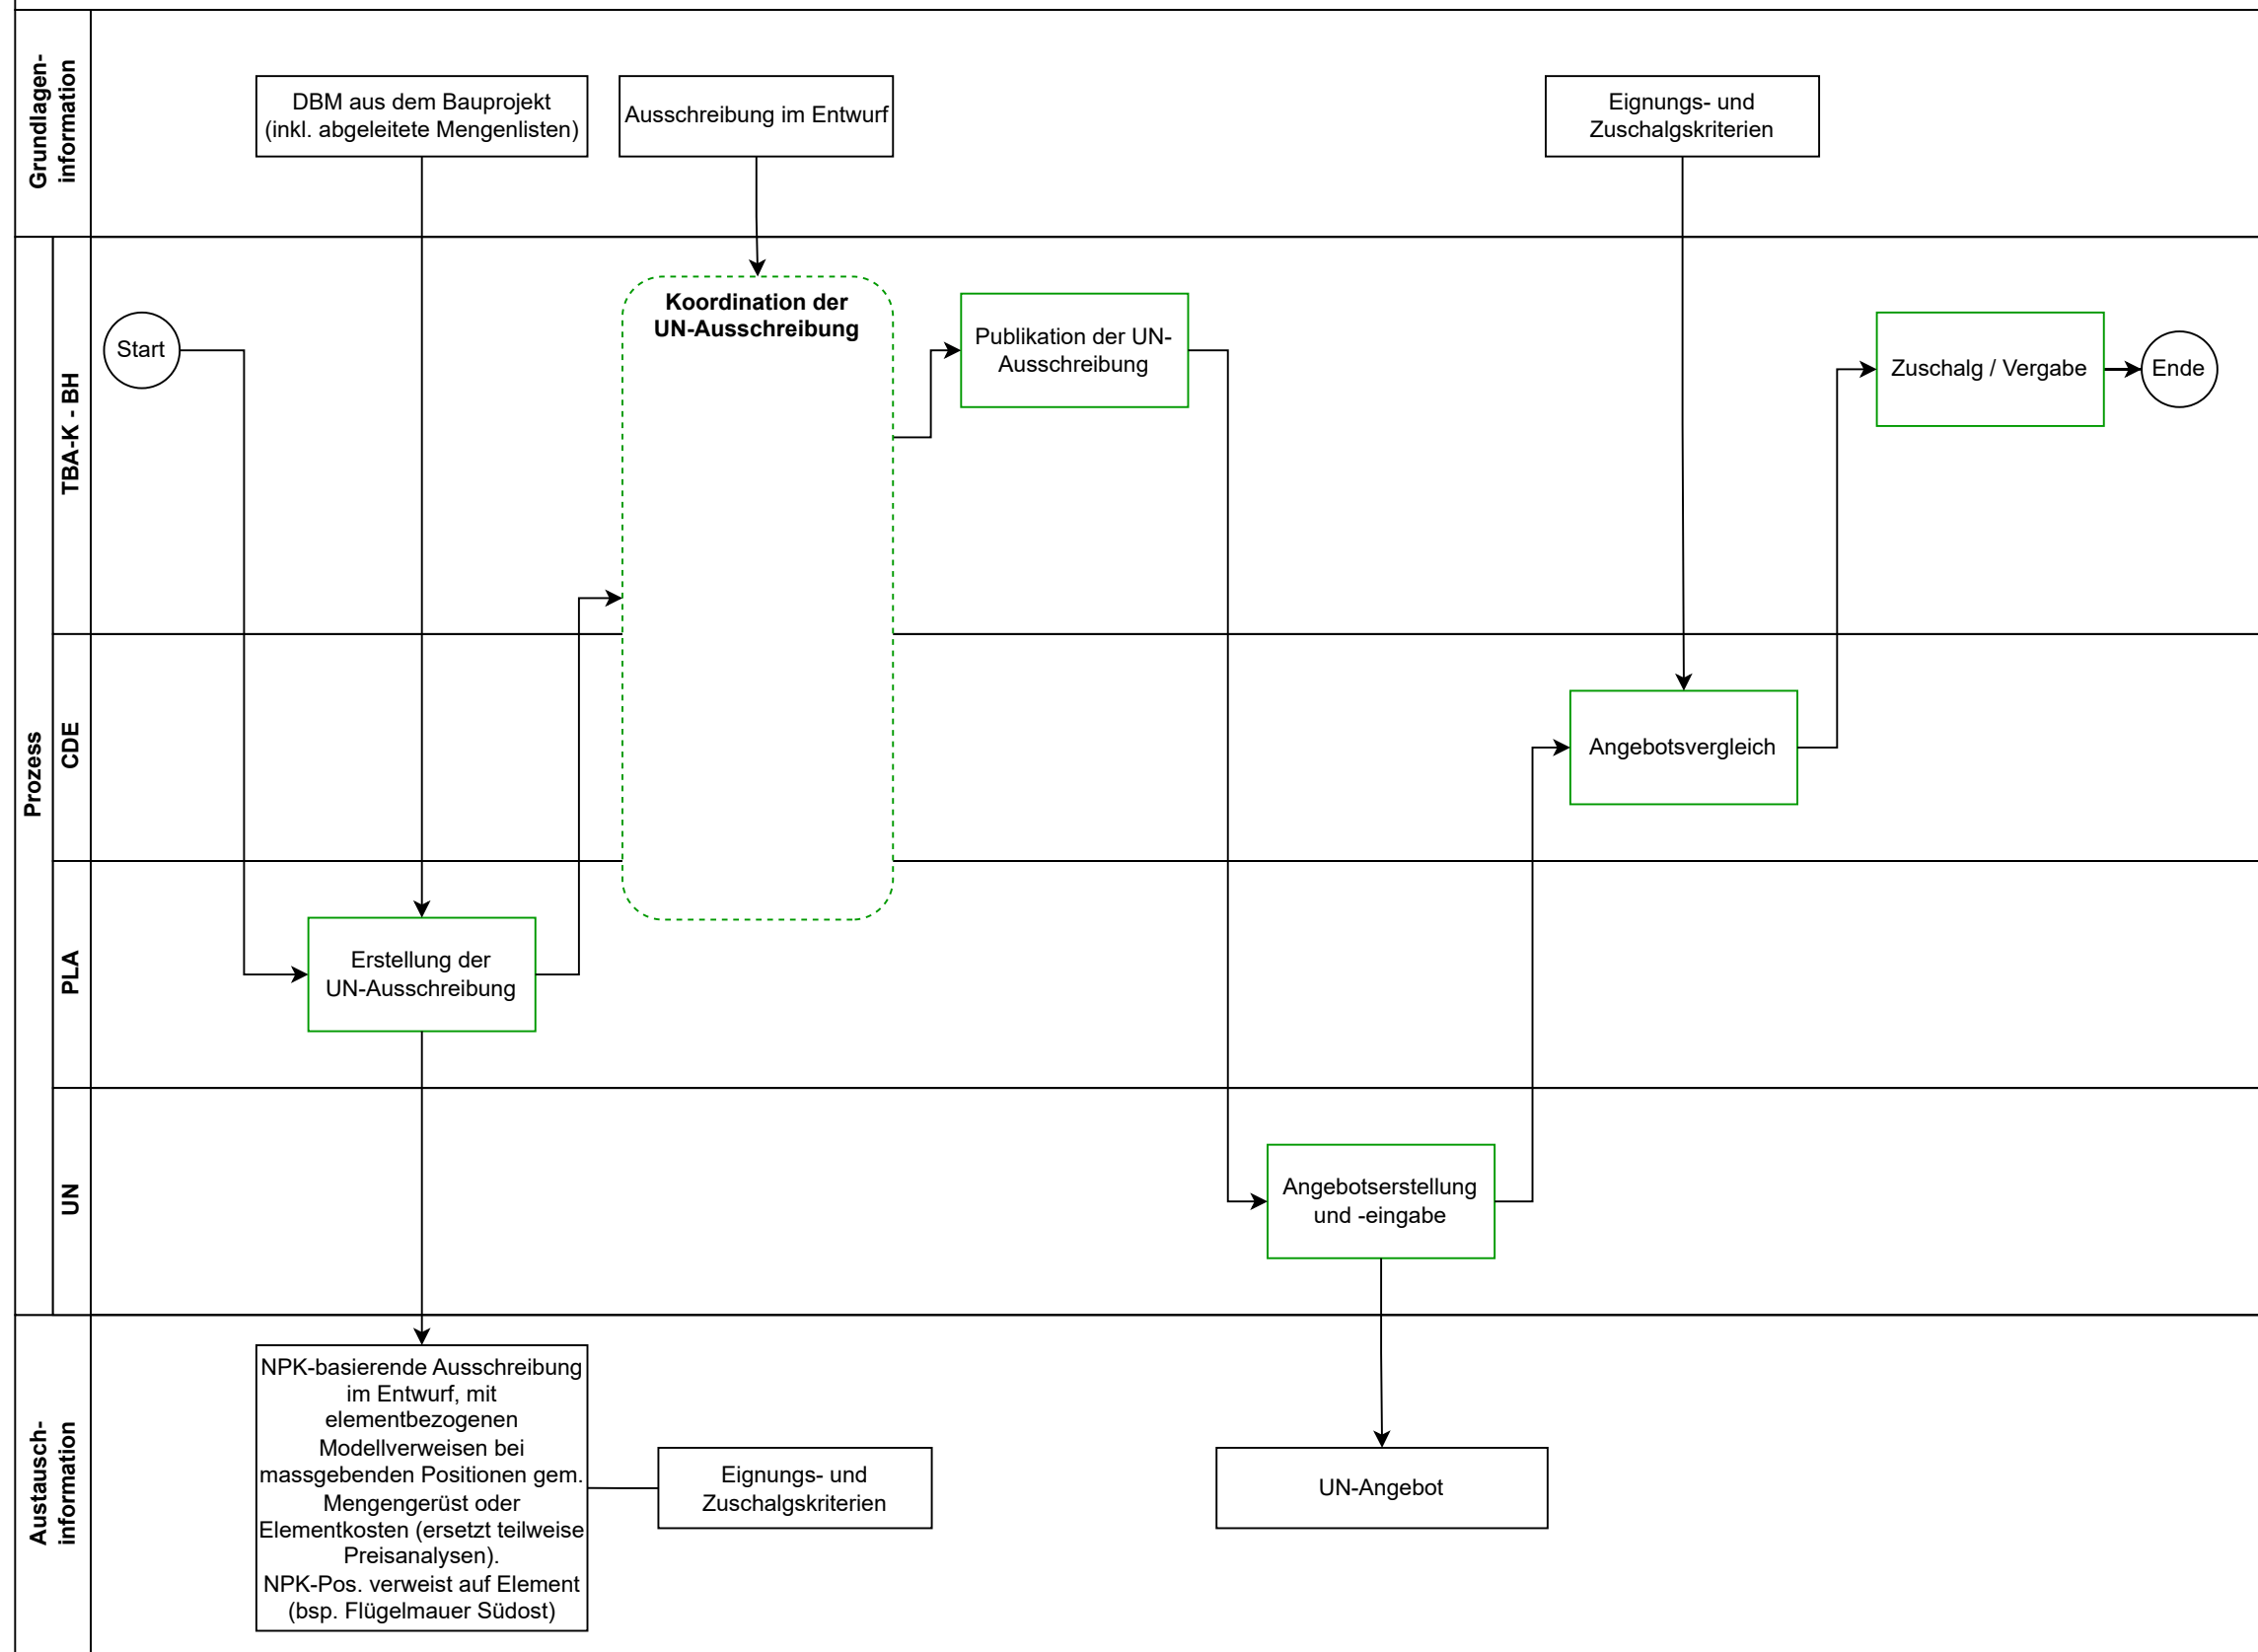 Grundlagen-
information
DBM aus dem Bauprojekt
(inkl. abgeleitete Mengenlisten)
Ausschreibung im Entwurf
Eignungs- und
Zuschalgskriterien
Prozess
TBA-K - BH
Start
Koordination der
UN-Ausschreibung
Publikation der UN-
Ausschreibung
Zuschalg / Vergabe
Ende
CDE
Angebotsvergleich
PLA
Erstellung der
UN-Ausschreibung
UN
Angebotserstellung
und -eingabe
Austausch-
information
NPK-basierende Ausschreibung
im Entwurf, mit
elementbezogenen
Modellverweisen bei
massgebenden Positionen gem.
Mengengerüst oder
Elementkosten (ersetzt teilweise
Preisanalysen).
NPK-Pos. verweist auf Element
(bsp. Flügelmauer Südost)
Eignungs- und
Zuschalgskriterien
UN-Angebot